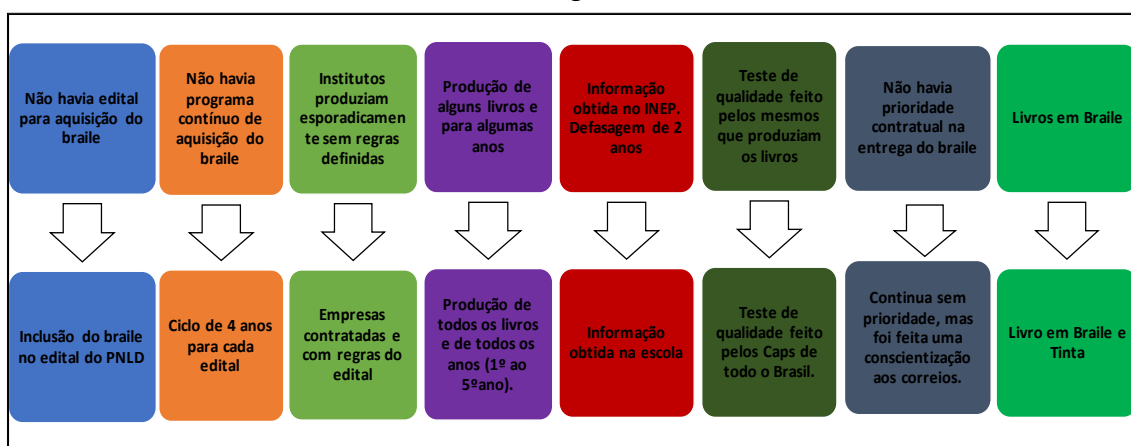 Não havia edital
para aquisição do
braile
Não havia
programa
contínuo de
aquisição do
braile
Institutos
produziam
esporadicamen
te sem regras
definidas
Produção de
alguns livros e
para algumas
anos
Informação
obtida no INEP.
Defasagem de 2
anos
Teste de
qualidade feito
pelos mesmos
que produziam
os livros
Não havia
prioridade
contratual na
entrega do braile
Livros em Braile
Inclusão do braile
no edital do PNLD
Ciclo de 4 anos
para cada
edital
Empresas
contratadas e
com regras do
edital
Produção de
todos os livros
e de todos os
anos (1º ao
5ºano).
Informação
obtida na escola
Teste de
qualidade feito
pelos Caps de
todo o Brasil.
Continua sem
prioridade, mas
foi feita uma
conscientização
aos correios.
Livro em Braile e
Tinta